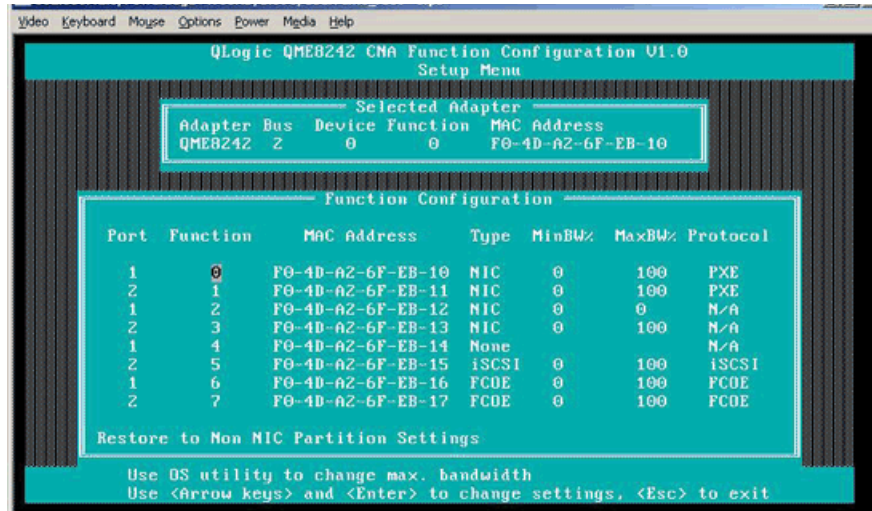 Video Keyboard Mouse Options Power Media Help
QLogic QME8242 CNA Function Configuration V1.0
Setup Menu
Selected Adapter
Adapter Bus Device Function MAC Address
QME8242 2 0 0 F0-4D-A2-6F-EB-10
Function Configuration
Port Function MAC Address Type MinBW% MaxBW% Protocol
1 0 F0-4D-A2-6F-EB-10 NIC 0 100 PXE
2 1 F0-4D-A2-6F-EB-11 NIC 0 100 PXE
1 2 F0-4D-A2-6F-EB-12 NIC 0 0 N/A
2 3 F0-4D-A2-6F-EB-13 NIC 0 100 N/A
1 4 F0-4D-A2-6F-EB-14 None N/A
2 5 F0-4D-A2-6F-EB-15 iSCSI 0 100 iSCSI
1 6 F0-4D-A2-6F-EB-16 FCOE 0 100 FCOE
2 7 F0-4D-A2-6F-EB-17 FCOE 0 100 FCOE
Restore to Non NIC Partition Settings
Use OS utility to change max. bandwidth
Use <Arrow keys> and <Enter> to change settings, <Esc> to exit